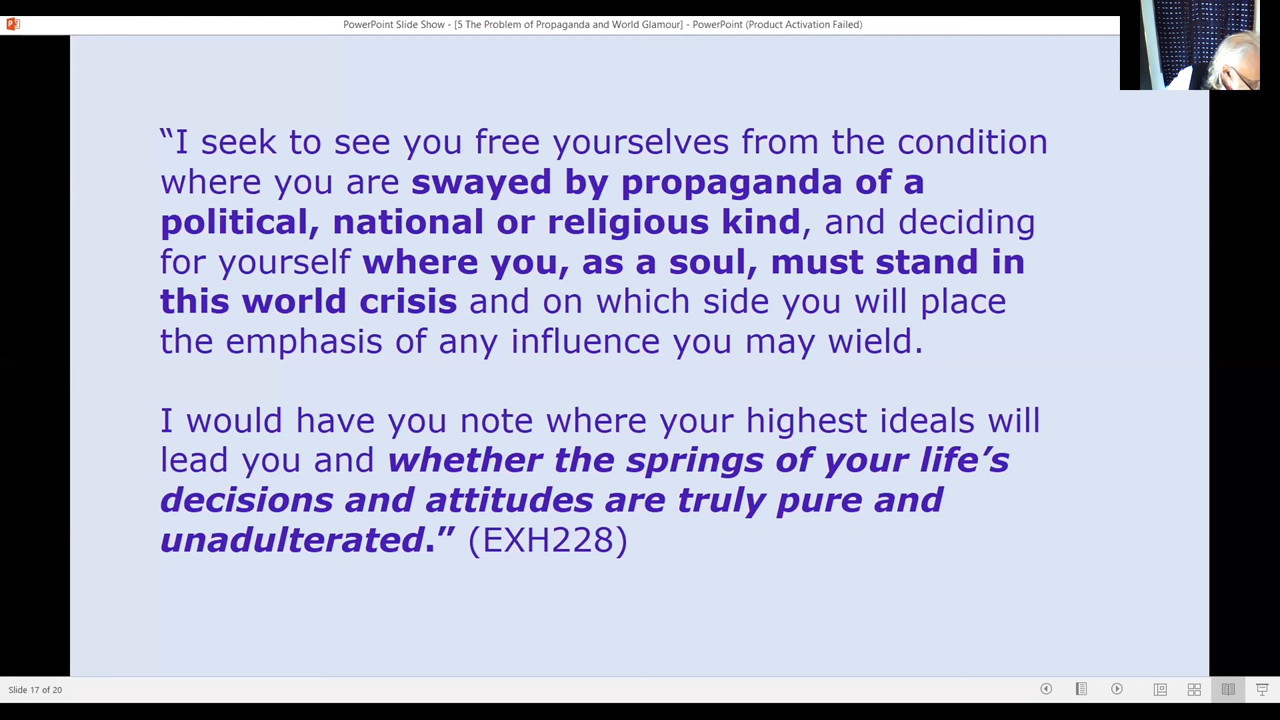 PowerPoint Slide Show - [5 The Problem of Propaganda and World Glamour] - PowerPoint (Product Activation Failed)
“I seek to see you free yourselves from the condition
where you are swayed by propaganda of a
political, national or religious kind, and deciding
for yourself where you, as a soul, must stand in
this world crisis and on which side you will place
the emphasis of any influence you may wield.
I would have you note where your highest ideals will
lead you and whether the springs of your life’s
decisions and attitudes are truly pure and
unadulterated.” (EXH228)
Slide 17 of 20